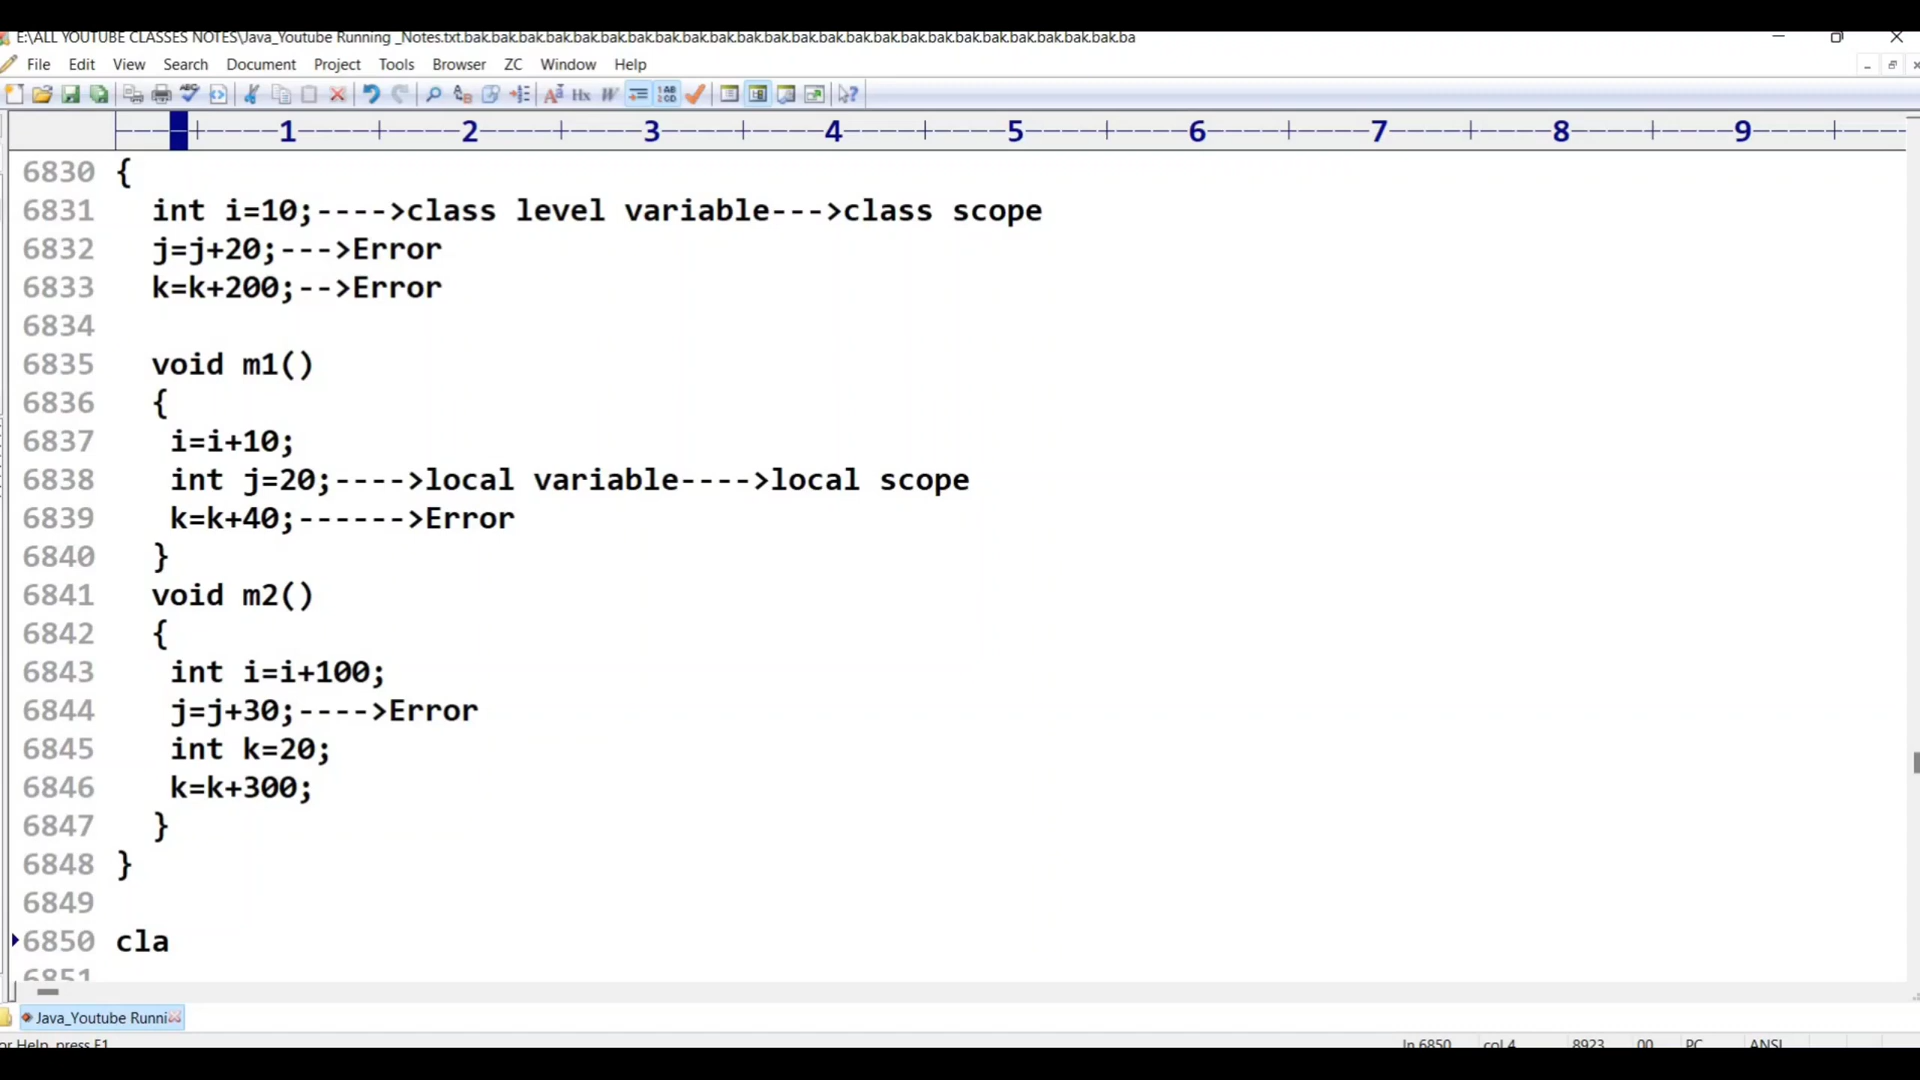 E:\ALL YOUTUBE CLASSES NOTES\Java_Youtube Running _Notes.txt.bak.bak.bak.bak.bak.bak.bak.bak.bak.bak.bak.bak.bak.bak.bak.bak.bak.bak.bak.bak.bak.bak.bak.bak.ba
File Edit View Search Document Project Tools Browser ZC Window Help
1 2 3 4 5 6 7 8 9
6830 {
6831 int i=10;---->class level variable--->class scope
6832 j=j+20;--->Error
6833 k=k+200;-->Error
6834
6835 void m1()
6836 {
6837 i=i+10;
6838 int j=20;---->local variable---->local scope
6839 k=k+40;------>Error
6840 }
6841 void m2()
6842 {
6843 int i=i+100;
6844 j=j+30;---->Error
6845 int k=20;
6846 k=k+300;
6847 }
6848 }
6849
6850 cla
6851
Java_Youtube Runni
or Help, press F1 ln 6850 col 4 8923 00 PC ANSI